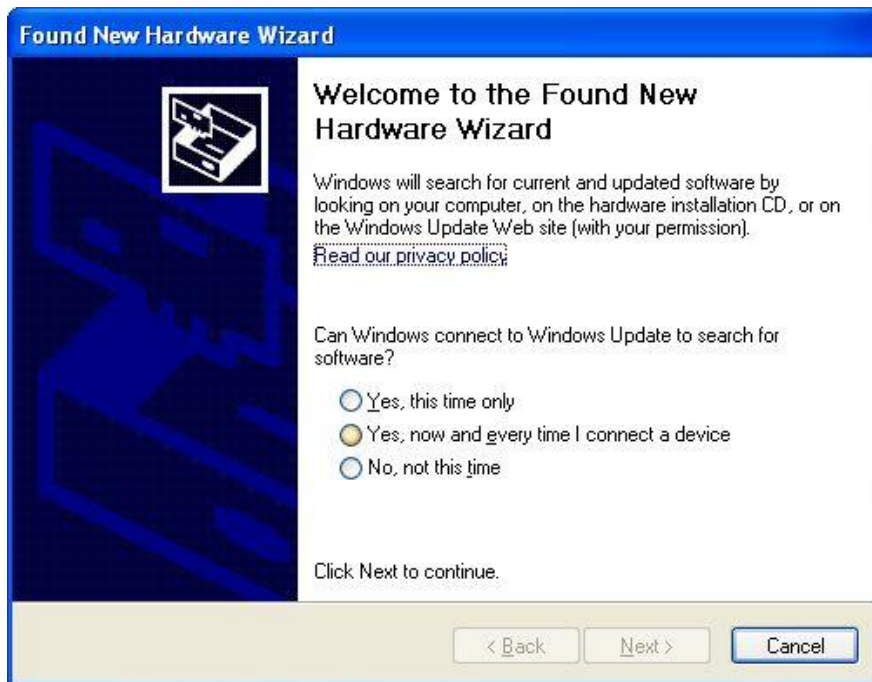 Found New Hardware Wizard
Welcome to the Found New
Hardware Wizard
Windows will search for current and updated software by
looking on your computer, on the hardware installation CD, or on
the Windows Update Web site (with your permission).
Read our privacy policy
Can Windows connect to Windows Update to search for
software?
Yes, this time only
Yes, now and every time I connect a device
No, not this time
Click Next to continue.
< Back Next > Cancel